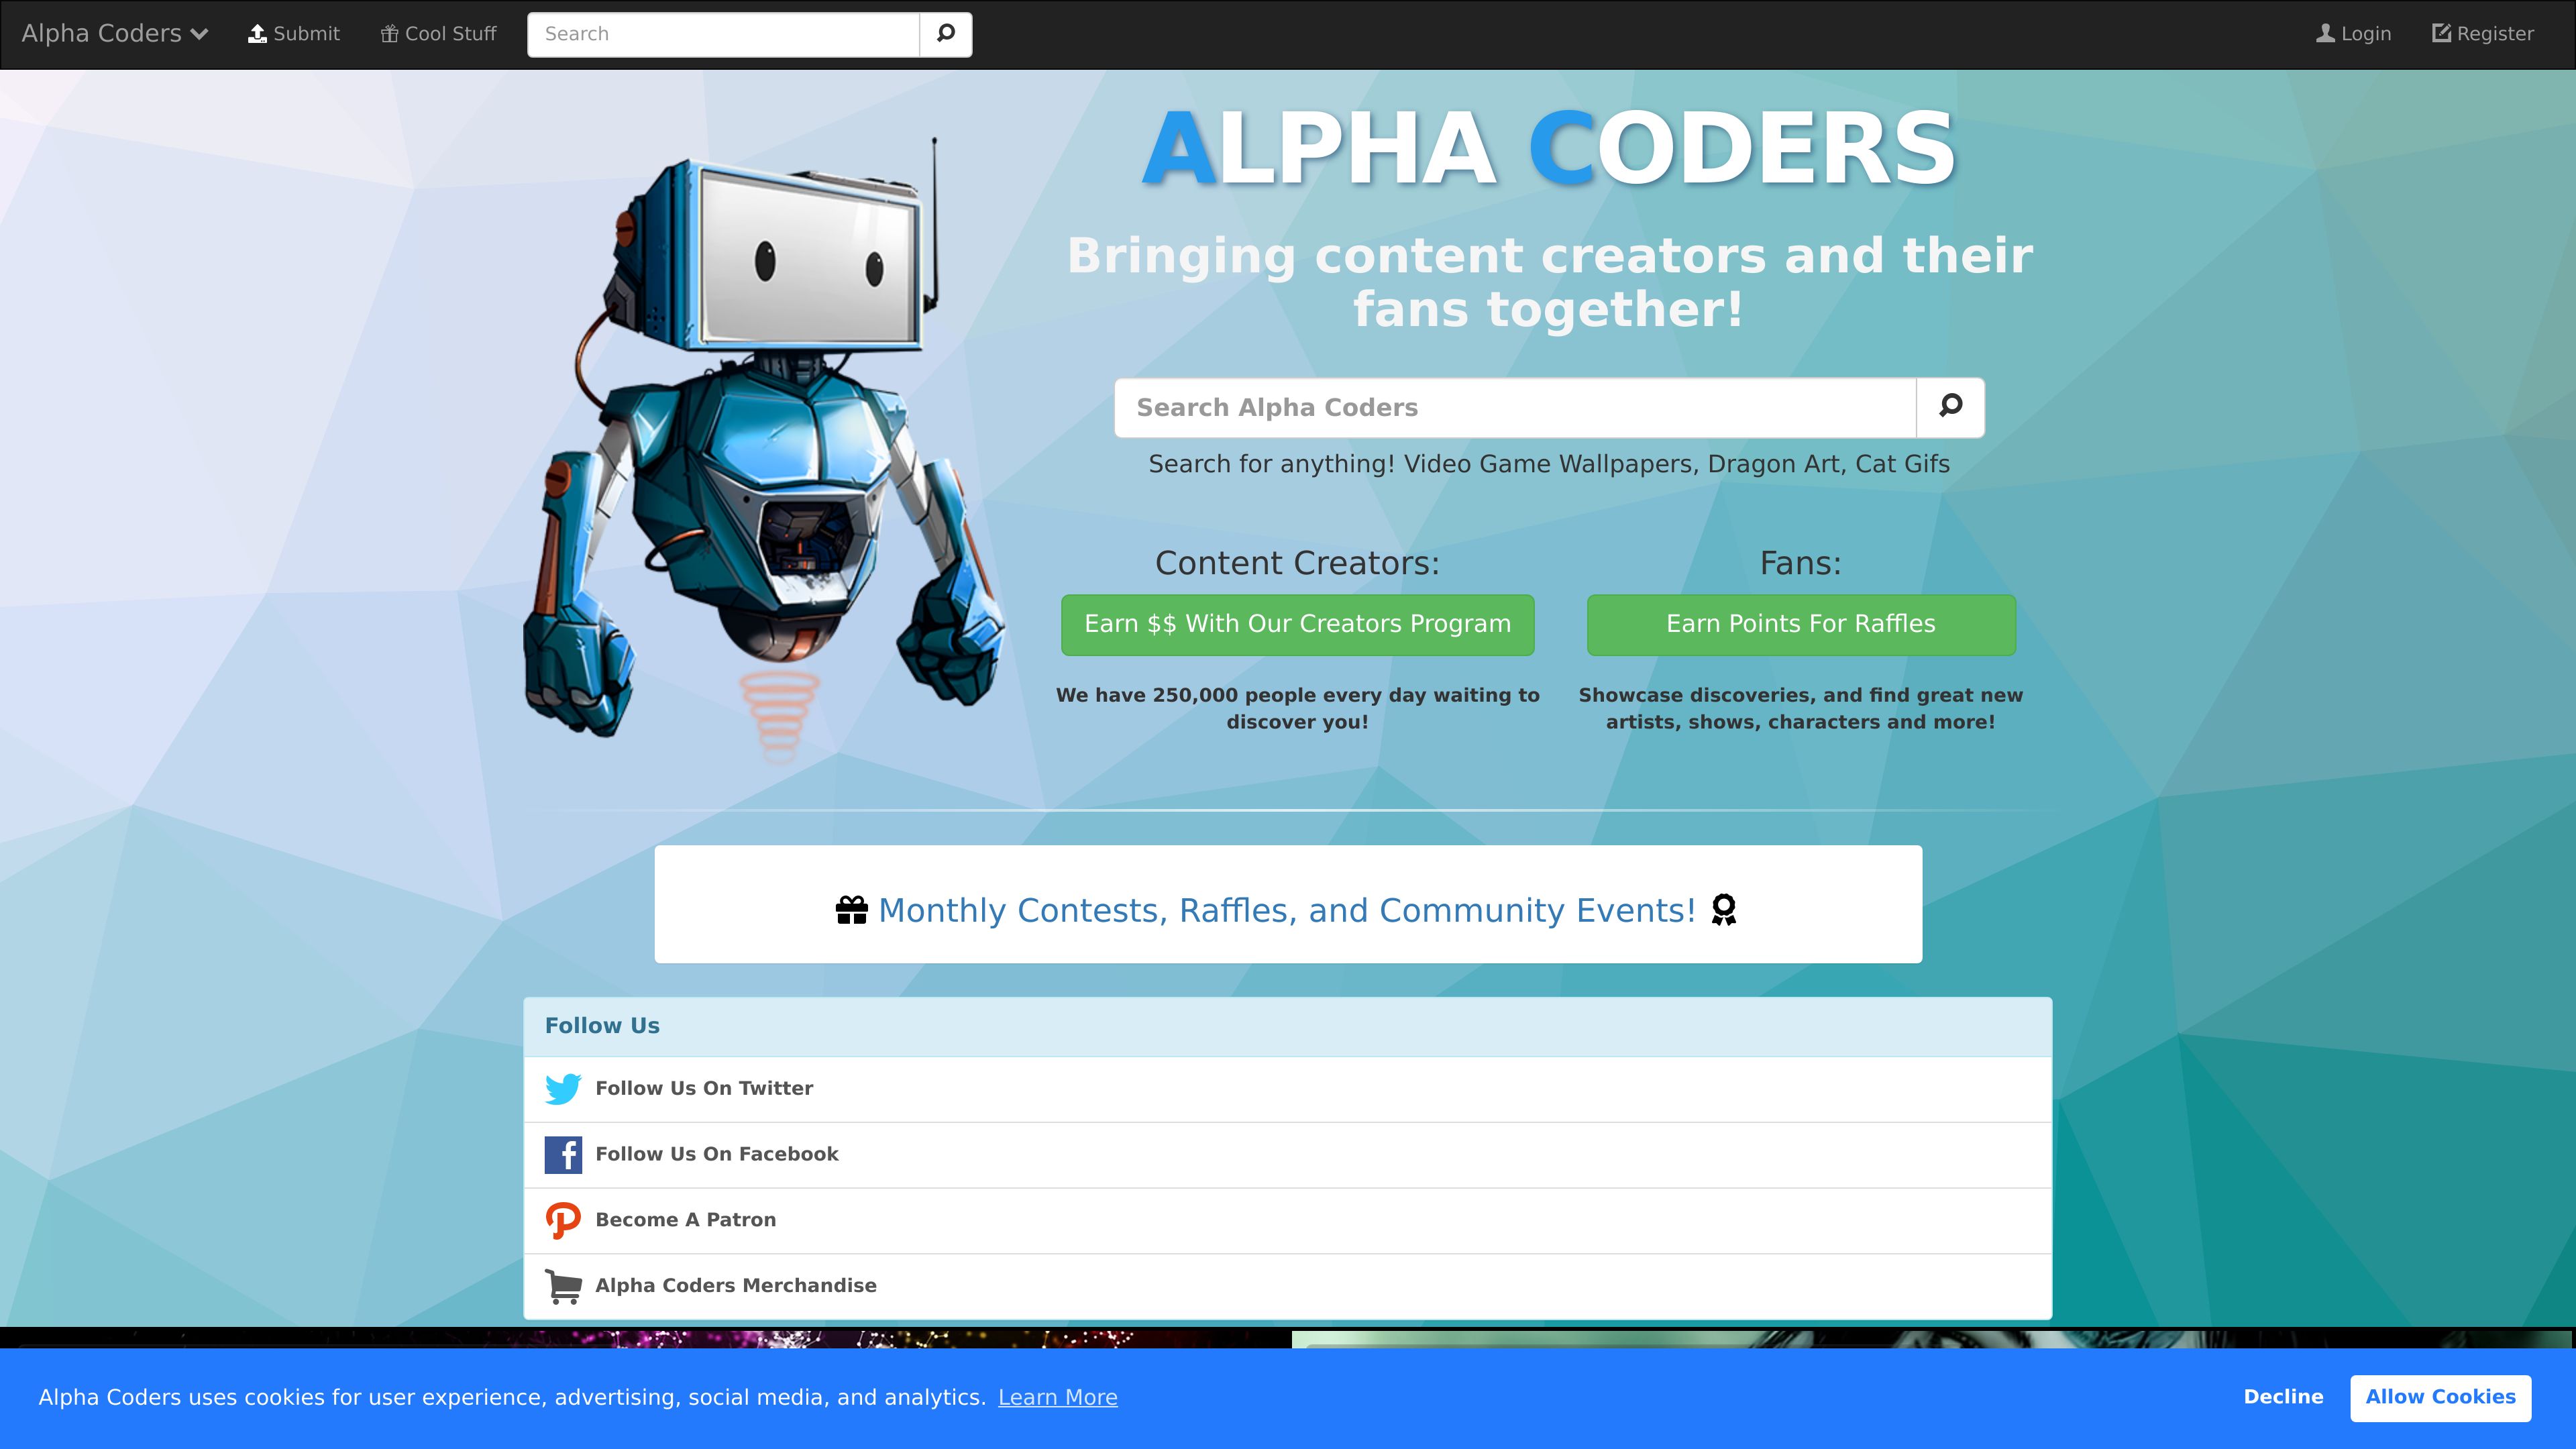 Alpha Coders
Submit
Cool Stuff
Search
Login
Register
ALPHA CODERS
Bringing content creators and their
fans together!
Search Alpha Coders
Search for anything! Video Game Wallpapers, Dragon Art, Cat Gifs
Content Creators:
Earn $$ With Our Creators Program
We have 250,000 people every day waiting to
discover you!
Fans:
Earn Points For Raffles
Showcase discoveries, and find great new
artists, shows, characters and more!
Monthly Contests, Raffles, and Community Events!
Follow Us
Follow Us On Twitter
Follow Us On Facebook
Become A Patron
Alpha Coders Merchandise
Alpha Coders uses cookies for user experience, advertising, social media, and analytics. Learn More
Decline
Allow Cookies